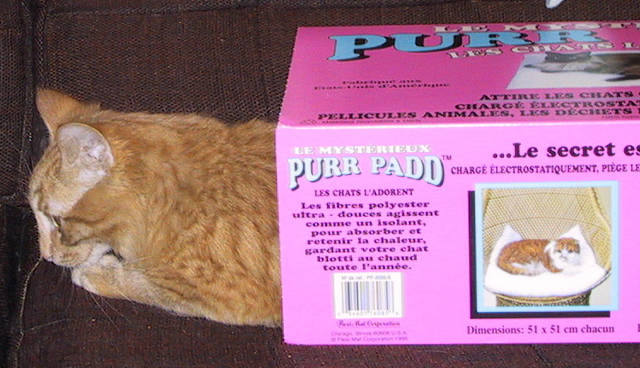 LE MYST
PURR
LES CHATS L
Fabriqué aux
États-Unis d'Amérique
ATTIRE LES CHATS
CHARGÉ ÉLECTROSTA
PELLICULES ANIMALES, LES DÉCHETS
LE MYSTÉRIEUX
PURR PADD™
LES CHATS L'ADORENT
Les fibres polyester
ultra - douces agissent
comme un isolant,
pour absorber et
retenir la chaleur,
gardant votre chat
blotti au chaud
toute l'année.
...Le secret es
CHARGÉ ÉLECTROSTATIQUEMENT, PIÈGE LE
Dimensions: 51 x 51 cm chacun